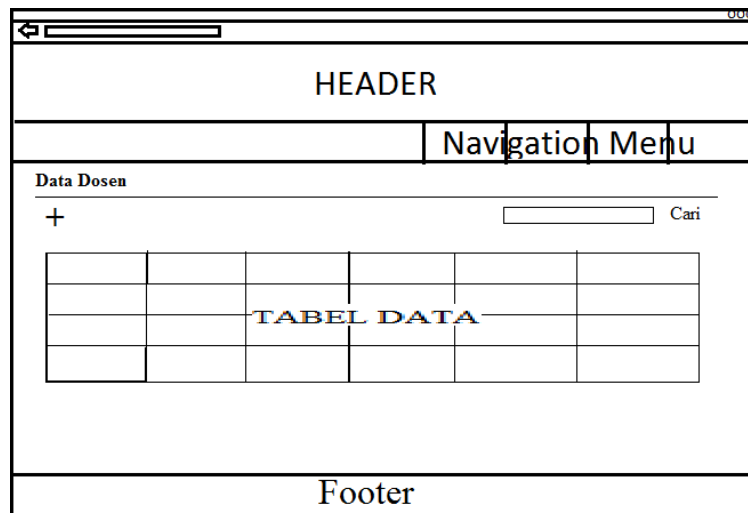 HEADER
Navigation Menu
Data Dosen
+
Cari
TABEL DATA
Footer